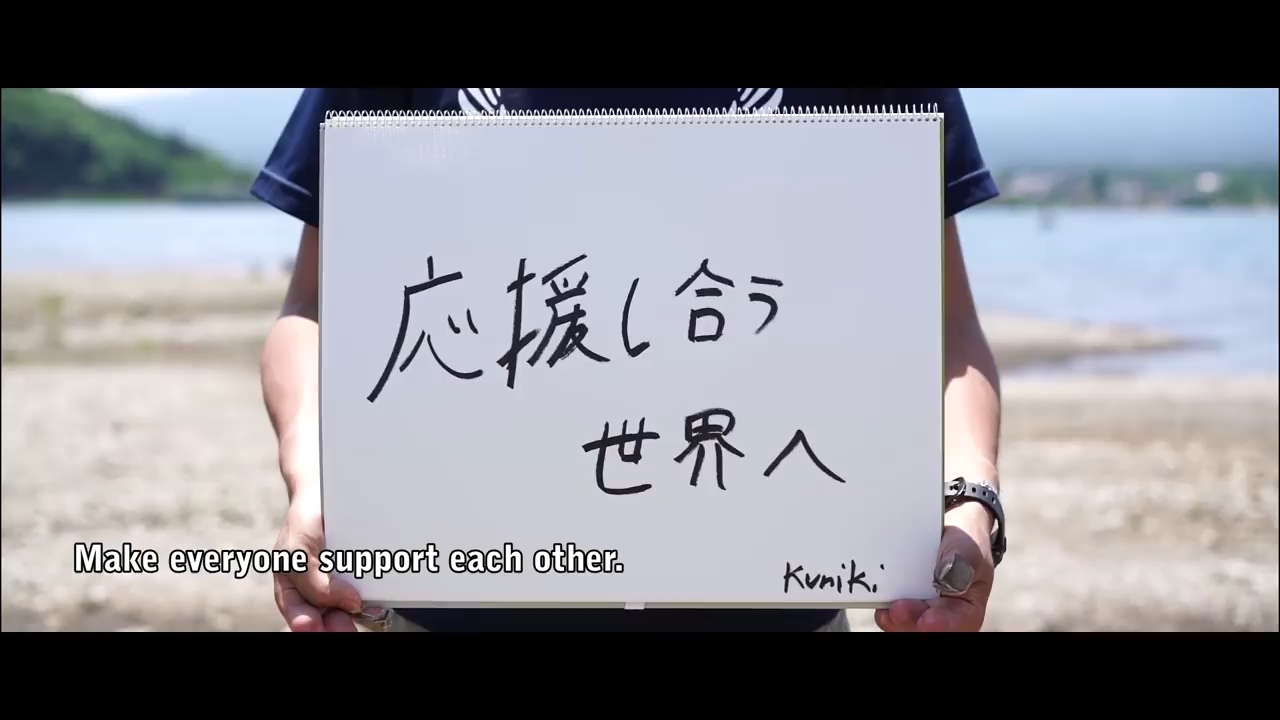 応援し合う
世界へ
Make everyone support each other.
Kuniki